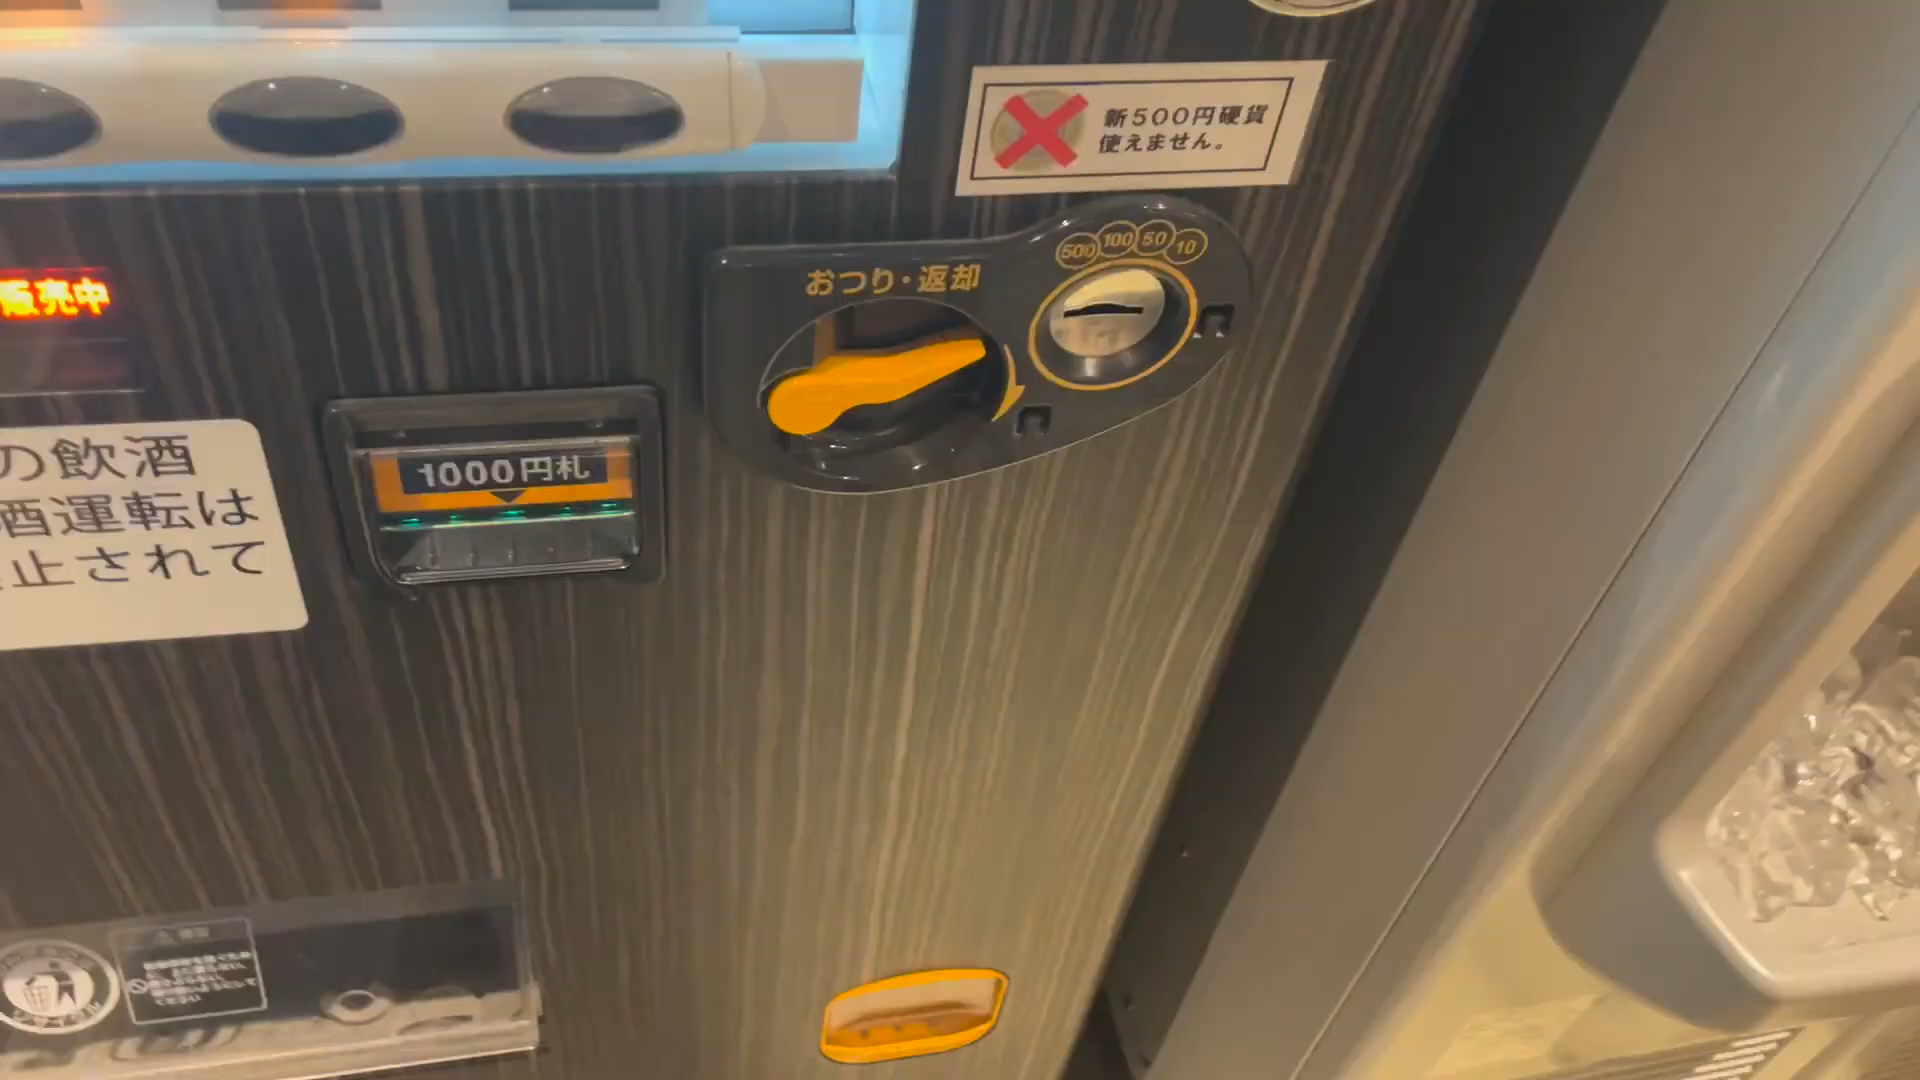 新500円硬貨
使えません。
500 100 50 10
おつり・返却
販売中
1000円札
の飲酒
酒運転は
止されて